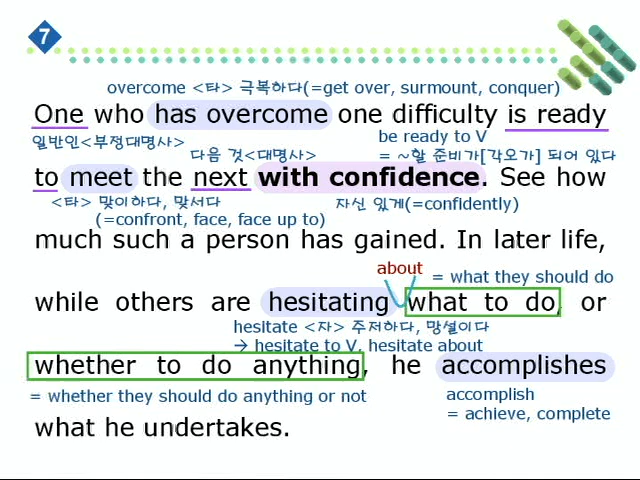 7
overcome <타> 극복하다(=get over, surmount, conquer)
One who has overcome one difficulty is ready
일반인<부정대명사>
be ready to V
다음 것<대명사>
= ~할 준비가[각오가] 되어 있다
to meet the next with confidence. See how
<타> 맞이하다, 맞서다
자신 있게(=confidently)
(=confront, face, face up to)
much such a person has gained. In later life,
about
= what they should do
while others are hesitating what to do, or
hesitate <자> 주저하다, 망설이다
→ hesitate to V, hesitate about
whether to do anything, he accomplishes
= whether they should do anything or not
accomplish
= achieve, complete
what he undertakes.